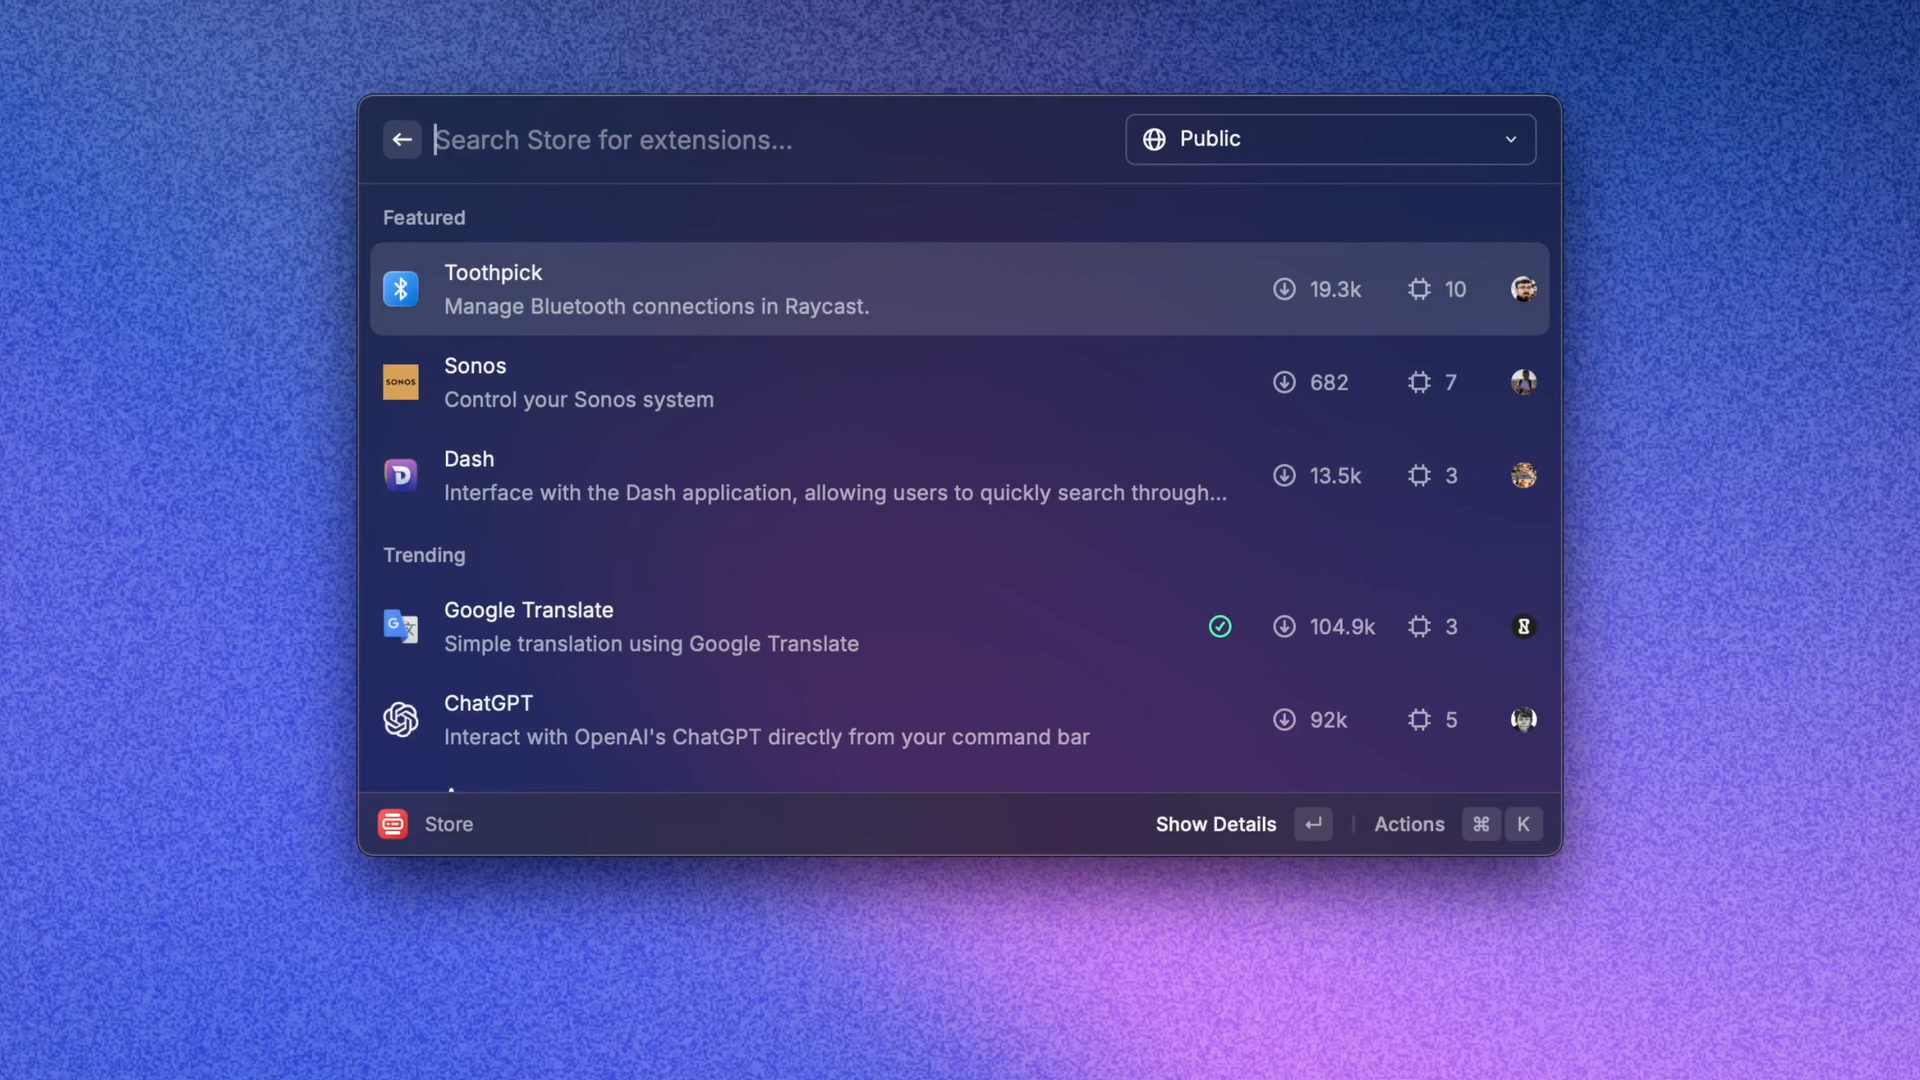 Search Store for extensions...
Public
Featured
Toothpick
Manage Bluetooth connections in Raycast.
19.3k
10
SONOS
Sonos
Control your Sonos system
682
7
Dash
Interface with the Dash application, allowing users to quickly search through...
13.5k
3
Trending
Google Translate
Simple translation using Google Translate
104.9k
3
ChatGPT
Interact with OpenAI's ChatGPT directly from your command bar
92k
5
Store
Show Details
Actions
⌘ K